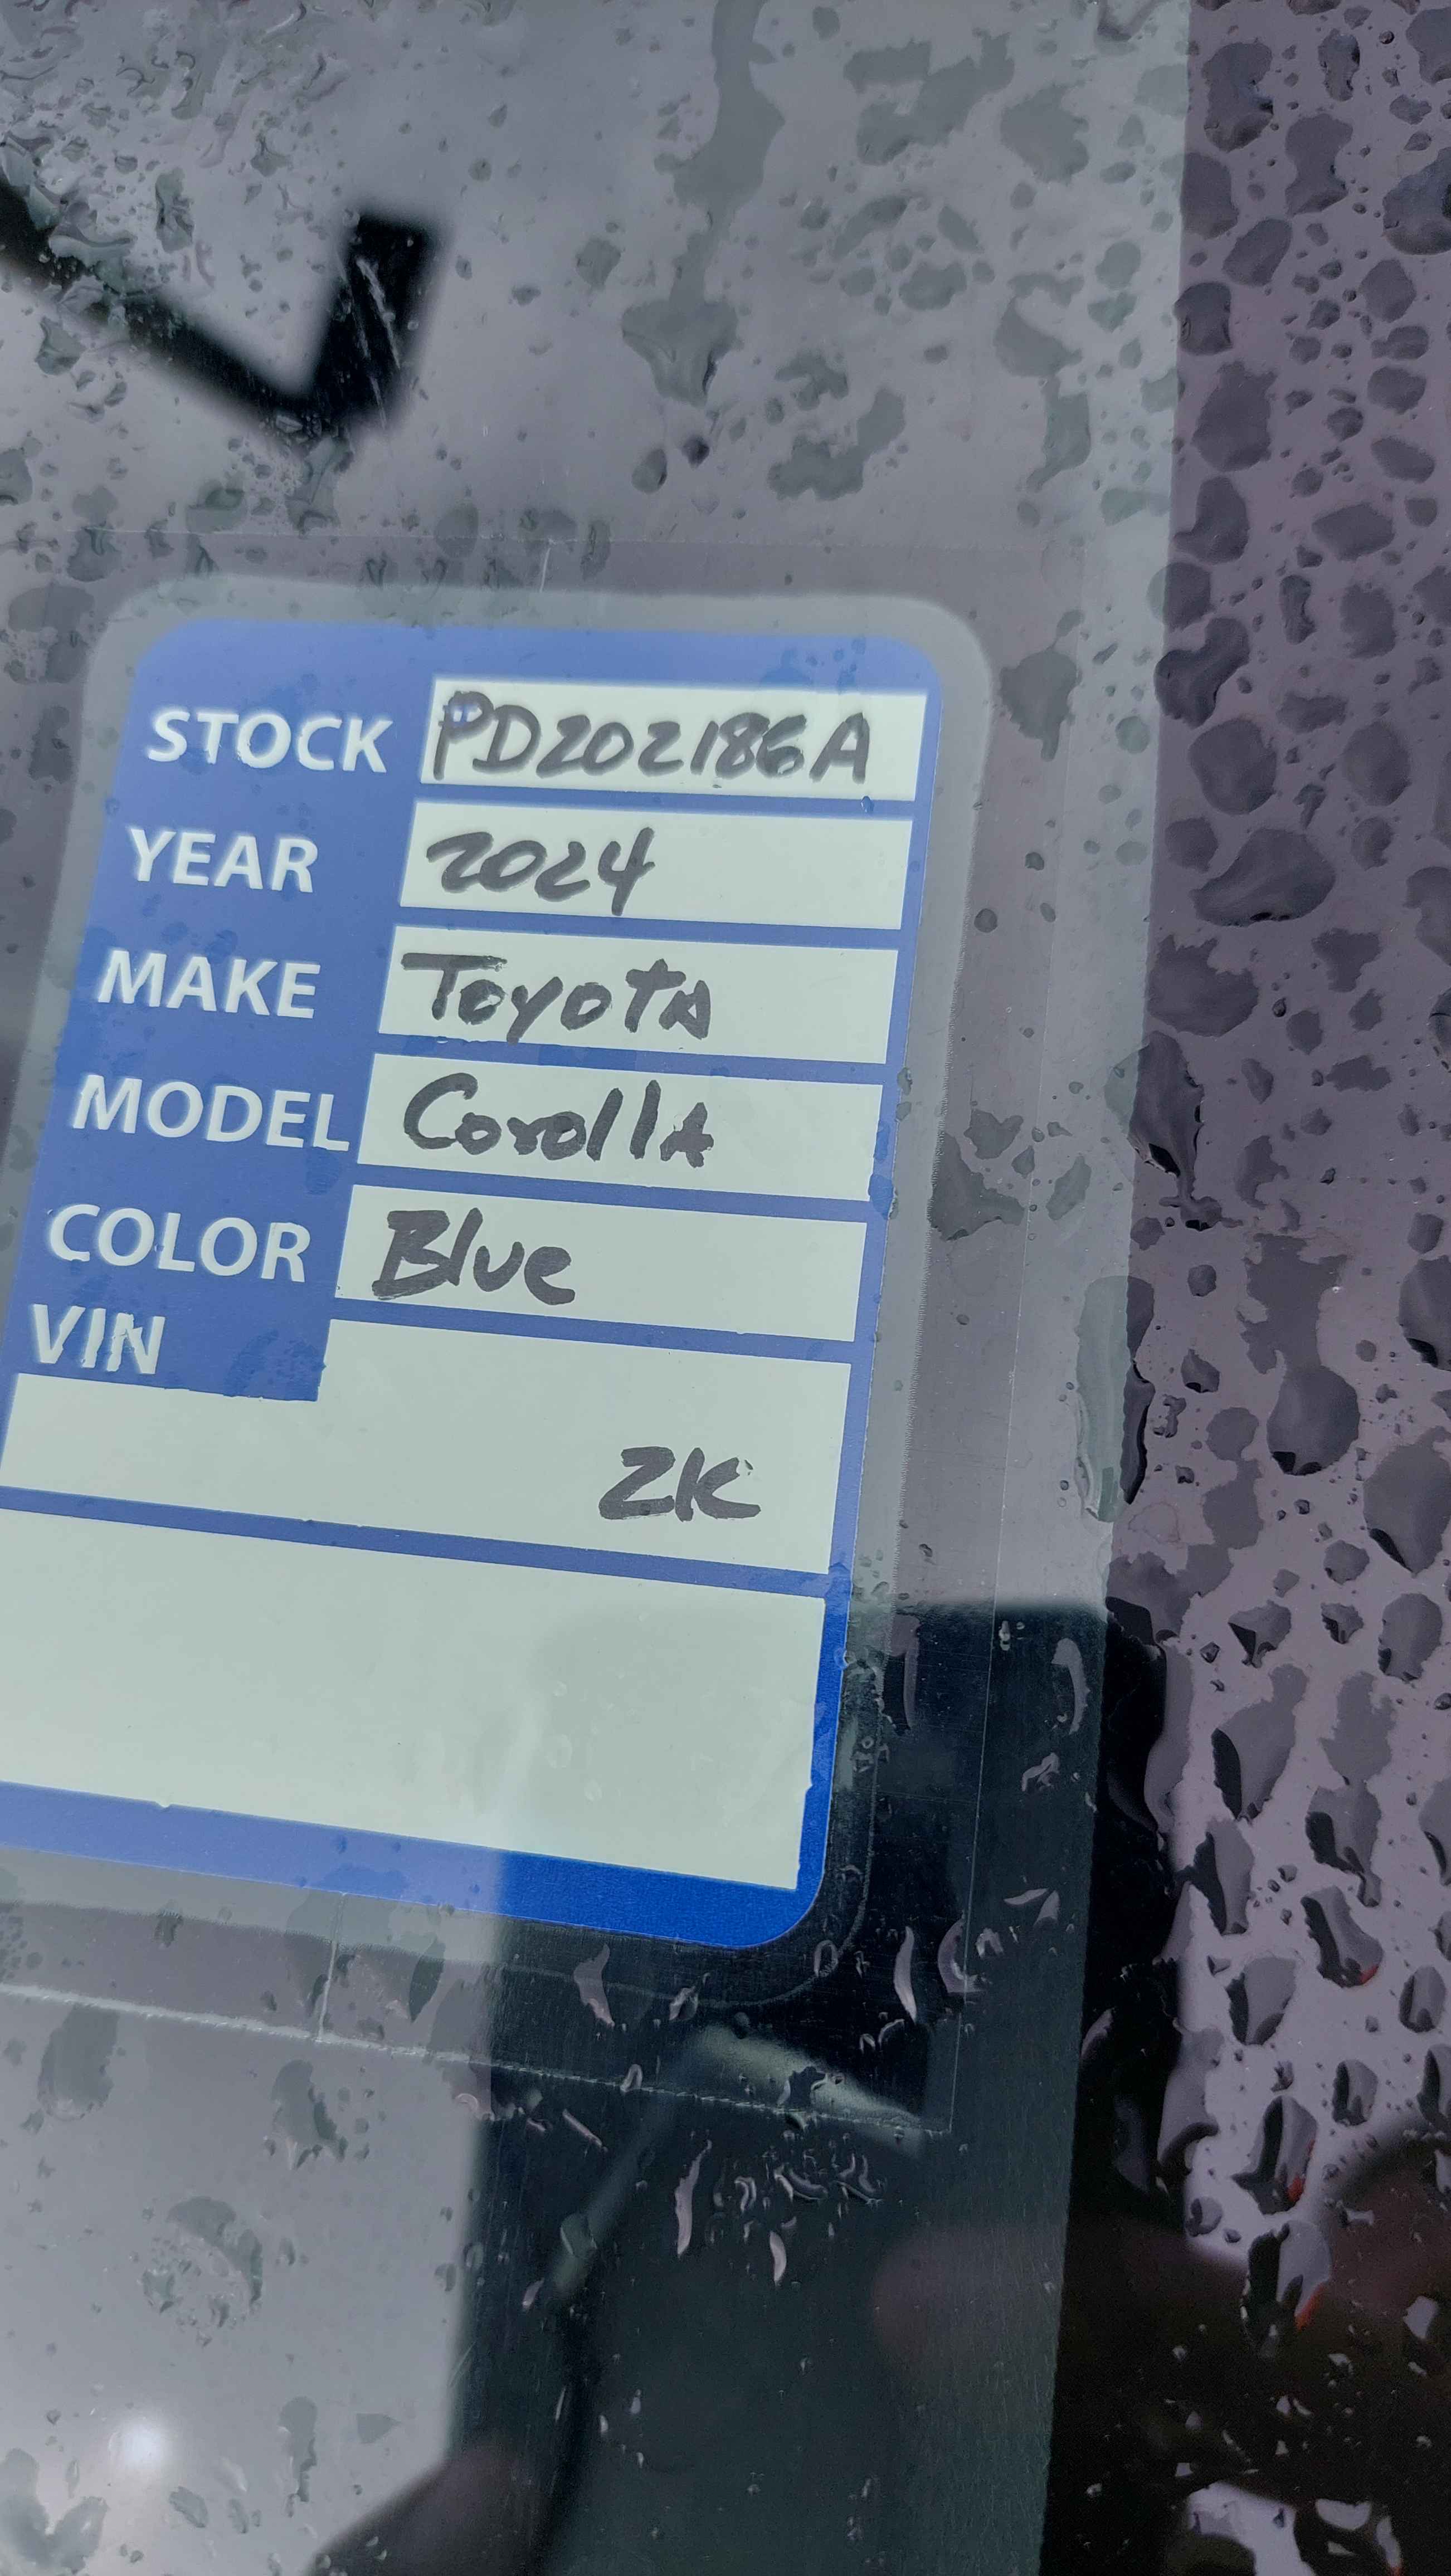 STOCK PD202186A
YEAR 2024
MAKE Toyota
MODEL Corolla
COLOR Blue
VIN
2K